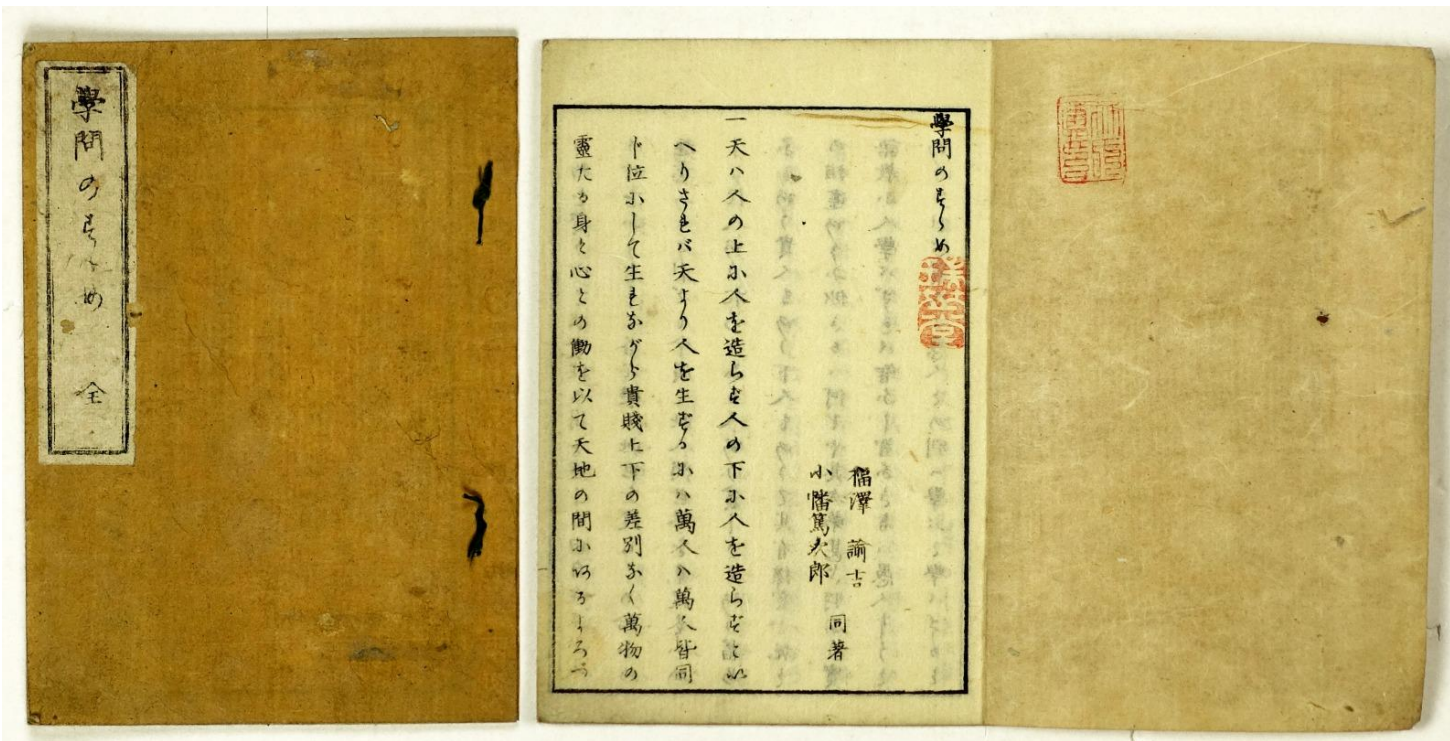 學問のすゝめ 全
學問のすゝめ
福澤 諭吉
小幡篤次郎 同著
一天ハ人の上に人を造らず人の下に人を造らずと以
へりされバ天より人を生ずるにハ萬人ハ萬人皆同
じ位にして生れながら貴賤上下の差別なく萬物の
靈たる身と心との働を以て天地の間にあるよろづ